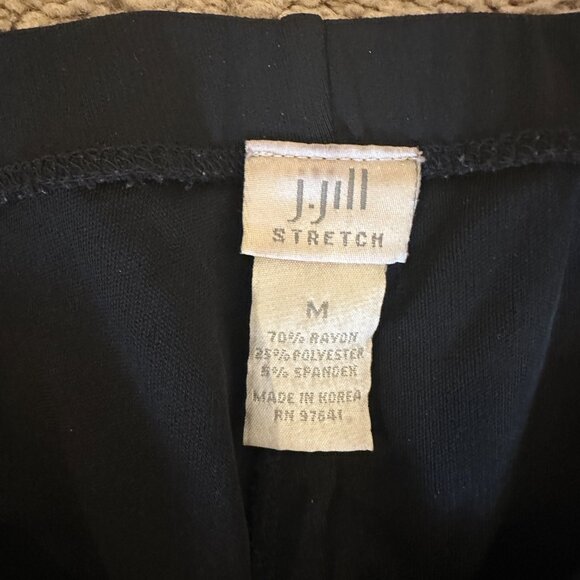 j.jill
STRETCH
M
70% RAYON
25% POLYESTER
5% SPANDEX
MADE IN KOREA
RN 97641